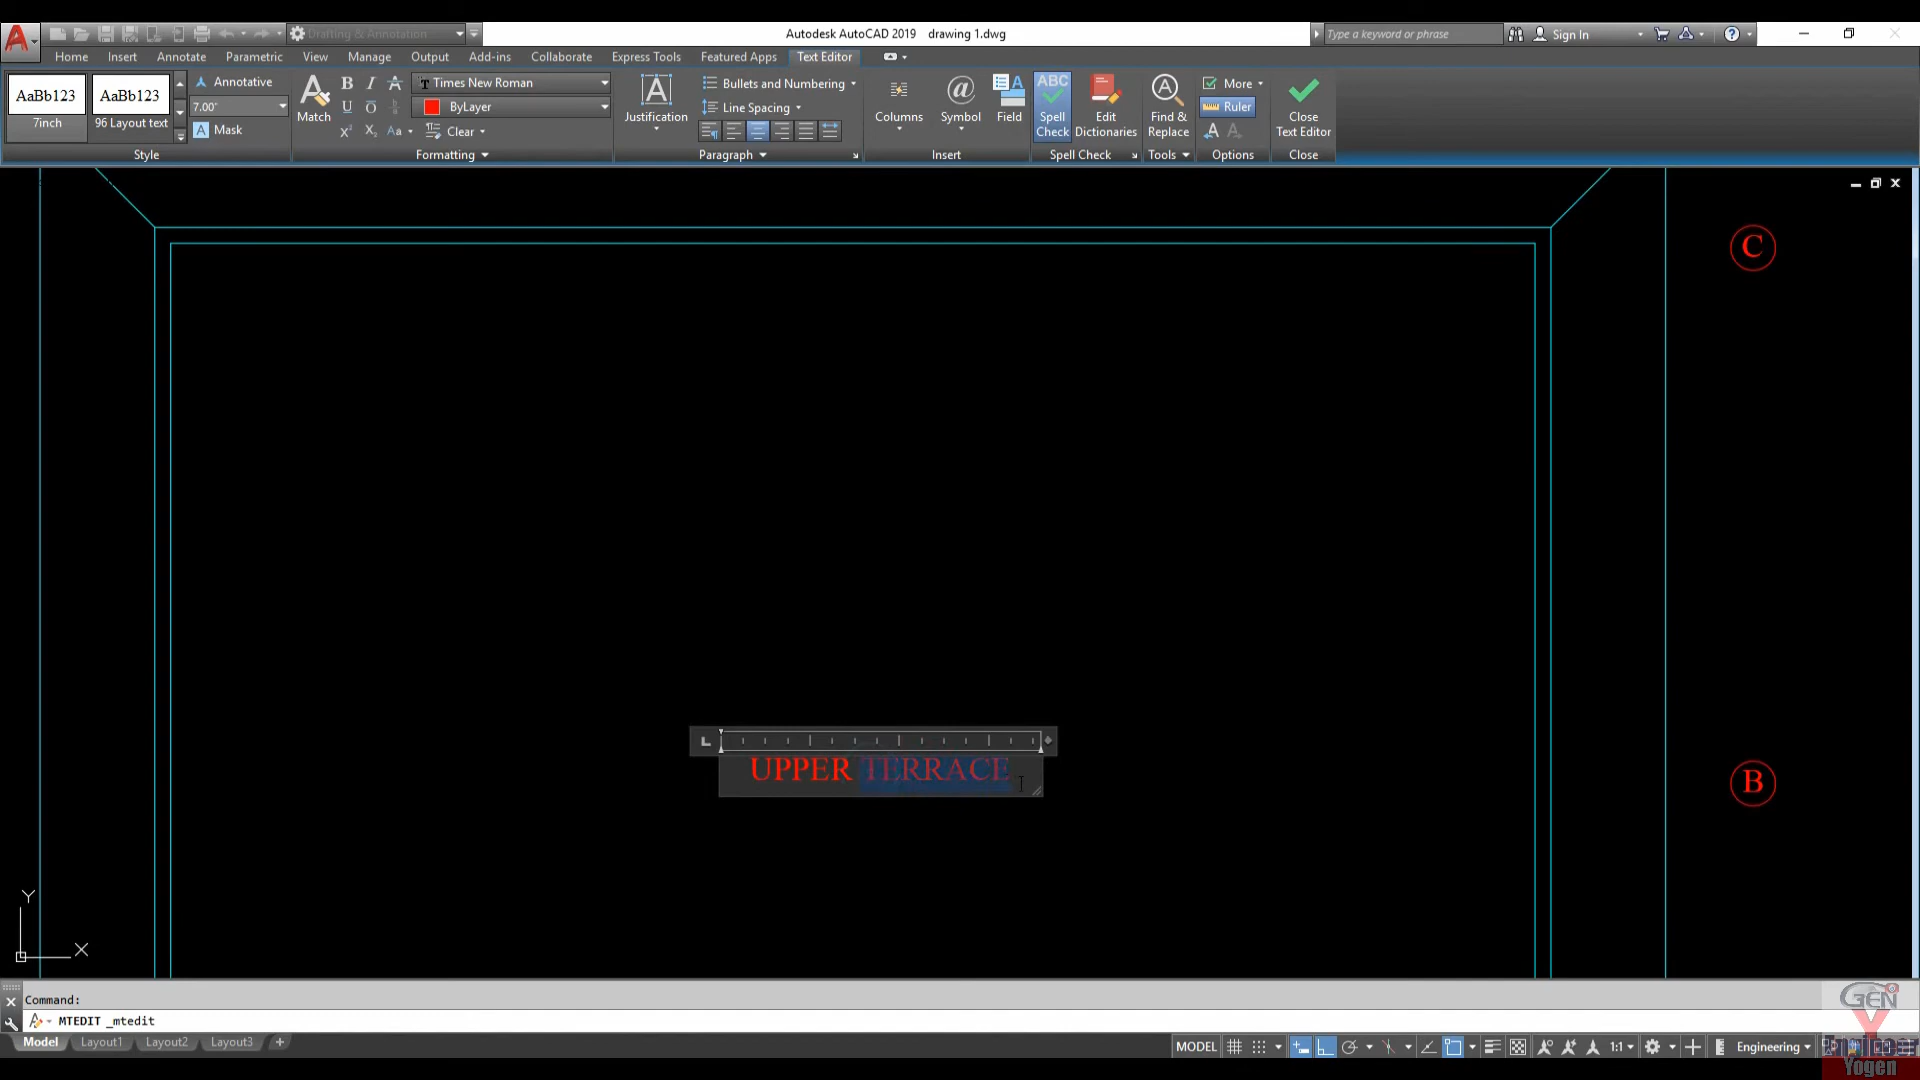 Drafting & Annotation
Autodesk AutoCAD 2019 drawing 1.dwg
Type a keyword or phrase
Sign In
Home Insert Annotate Parametric View Manage Output Add-ins Collaborate Express Tools Featured Apps Text Editor
AaBb123 AaBb123
7inch 96 Layout text
Annotative
7.00"
Mask
Style
Match
Times New Roman
ByLayer
Clear
Formatting
Justification
Bullets and Numbering
Line Spacing
Paragraph
Columns Symbol Field
Insert
ABC
Spell Check
Edit Dictionaries
Spell Check
Find & Replace
Tools
More
Ruler
Options
Close Text Editor
Close
C
UPPER TERRACE
B
Y
X
Command:
MTEDIT _mtedit
Model Layout1 Layout2 Layout3
MODEL
1:1
Engineering
GEN
Y
Yogen